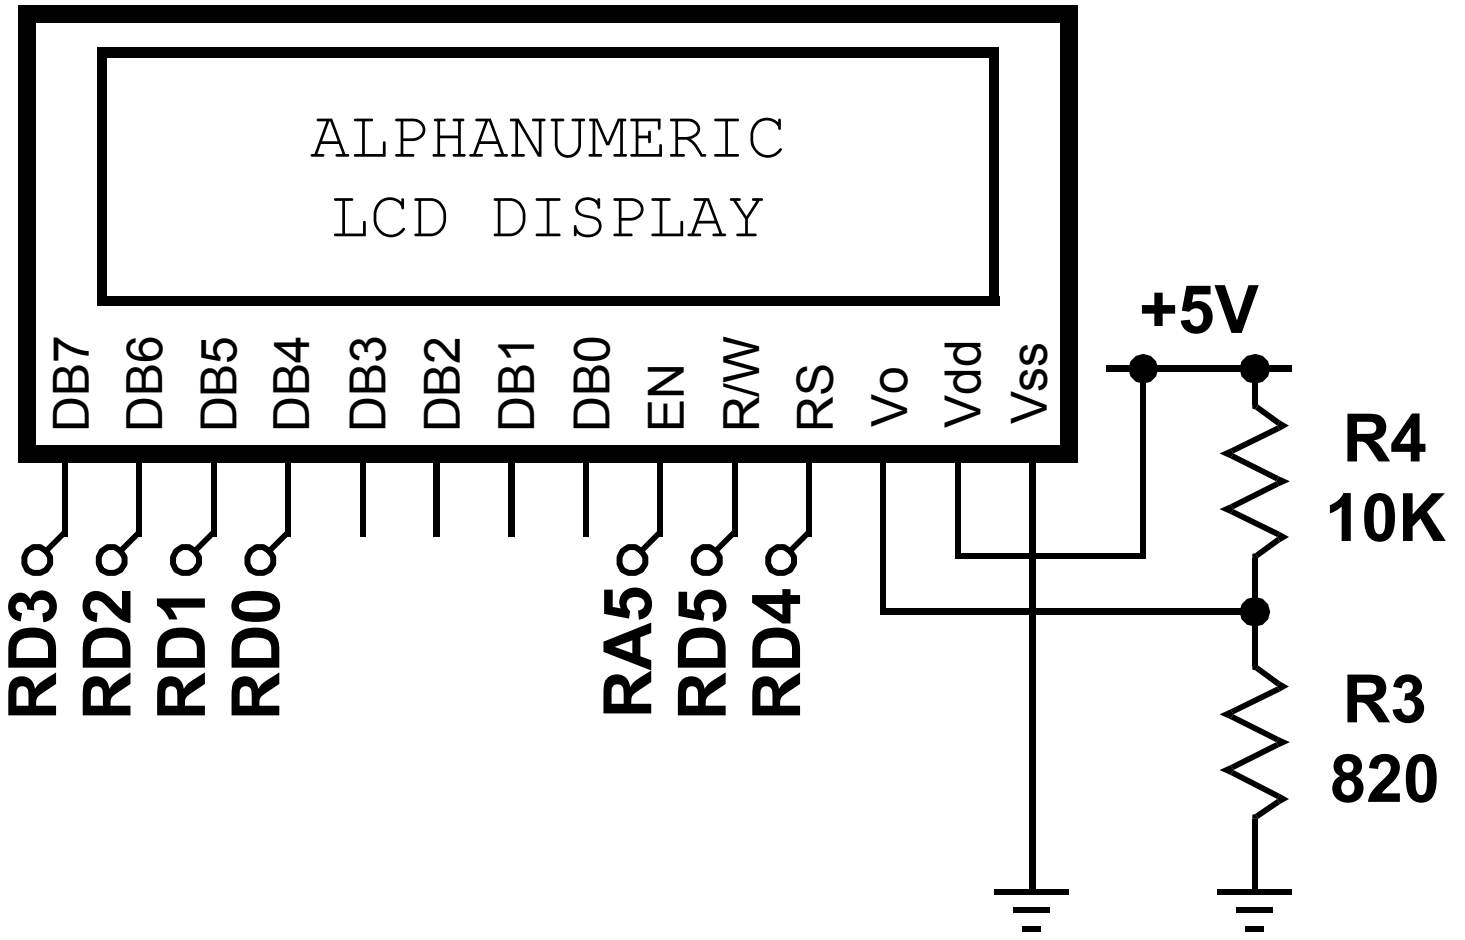 ALPHANUMERIC
LCD DISPLAY
DB7
DB6
DB5
DB4
DB3
DB2
DB1
DB0
EN
R/W
RS
Vo
Vdd
Vss
+5V
R4
10K
RD3
RD2
RD1
RD0
RA5
RD5
RD4
R3
820